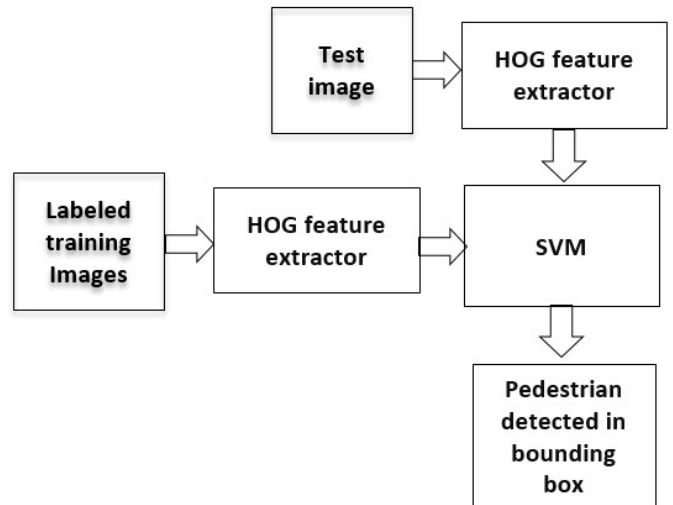 Test
image
HOG feature
extractor
Labeled
training
Images
HOG feature
extractor
SVM
Pedestrian
detected in
bounding
box